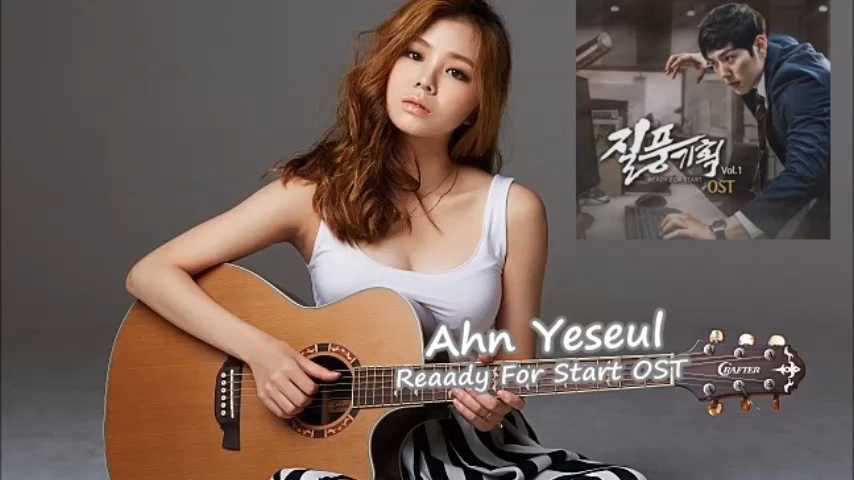 질풍기획
Vol.1
READY FOR START
OST
Ahn Yeseul
Reaady For Start OST
CRAFTER